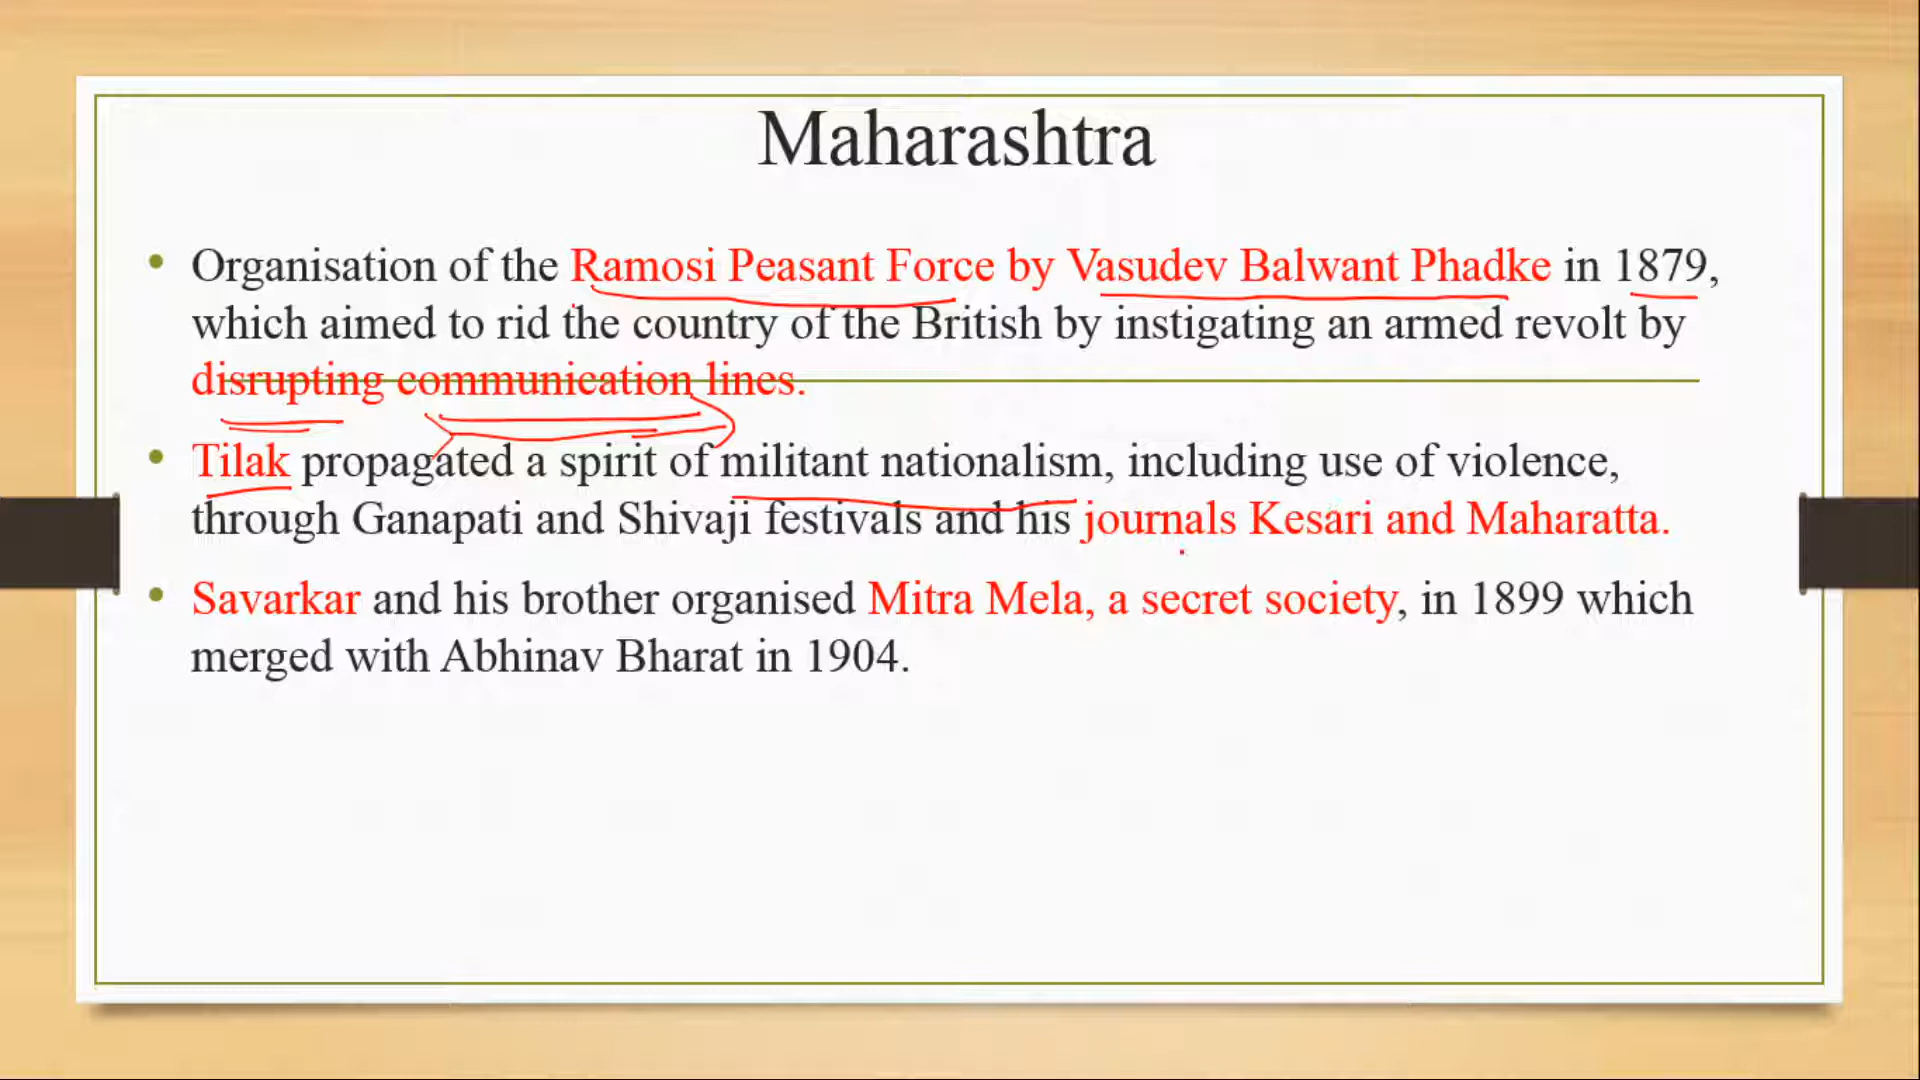 Maharashtra
• Organisation of the Ramosi Peasant Force by Vasudev Balwant Phadke in 1879,
which aimed to rid the country of the British by instigating an armed revolt by
disrupting communication lines.
• Tilak propagated a spirit of militant nationalism, including use of violence,
through Ganapati and Shivaji festivals and his journals Kesari and Maharatta.
• Savarkar and his brother organised Mitra Mela, a secret society, in 1899 which
merged with Abhinav Bharat in 1904.